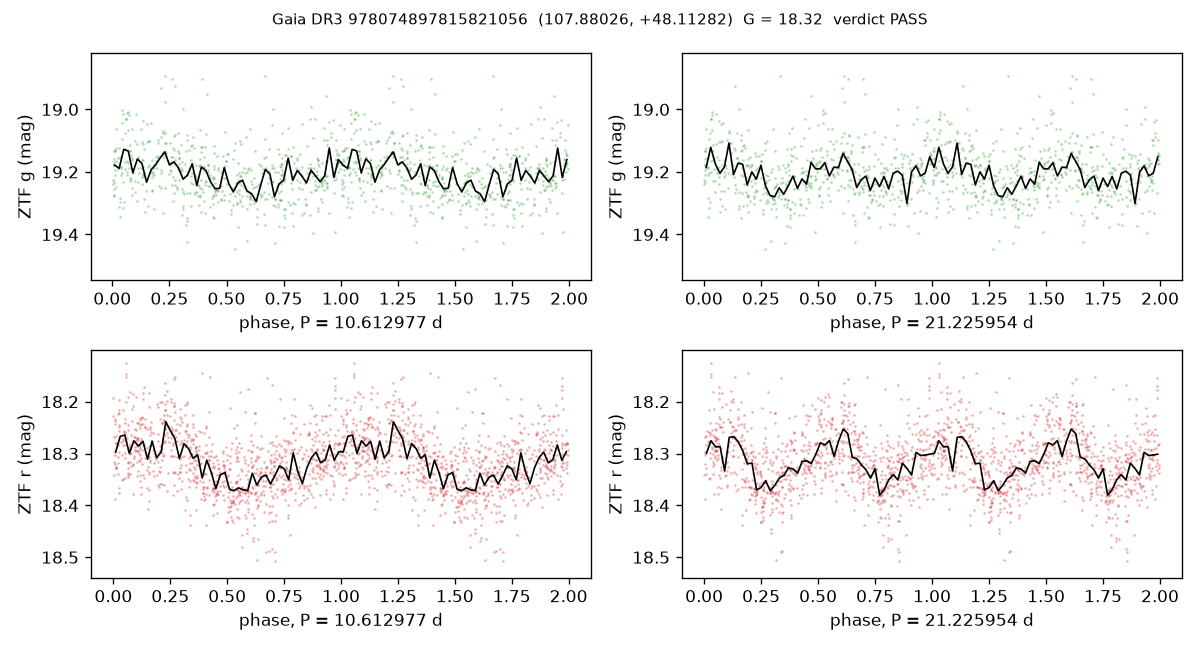 Gaia DR3 978074897815821056  (107.88026, +48.11282)  G = 18.32  verdict PASS
ZTF g (mag)
19.0
19.2
19.4
0.00 0.25 0.50 0.75 1.00 1.25 1.50 1.75 2.00
phase, P = 10.612977 d
ZTF g (mag)
19.0
19.2
19.4
0.00 0.25 0.50 0.75 1.00 1.25 1.50 1.75 2.00
phase, P = 21.225954 d
ZTF r (mag)
18.2
18.3
18.4
18.5
0.00 0.25 0.50 0.75 1.00 1.25 1.50 1.75 2.00
phase, P = 10.612977 d
ZTF r (mag)
18.2
18.3
18.4
18.5
0.00 0.25 0.50 0.75 1.00 1.25 1.50 1.75 2.00
phase, P = 21.225954 d